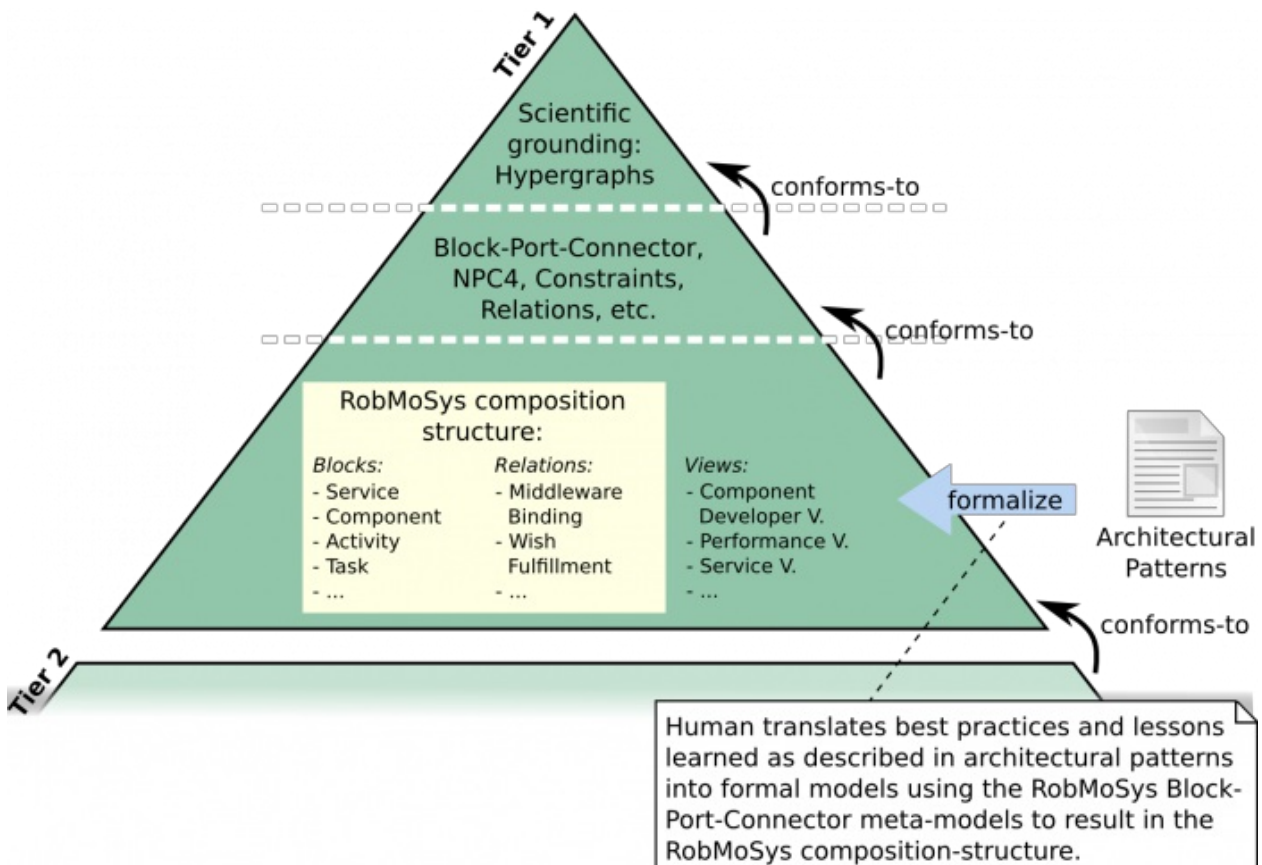 Tier 1
Scientific
grounding:
Hypergraphs
conforms-to
Block-Port-Connector,
NPC4, Constraints,
Relations, etc.
conforms-to
RobMoSys composition
structure:
Blocks:
- Service
- Component
- Activity
- Task
- ...
Relations:
- Middleware
Binding
- Wish
Fulfillment
- ...
Views:
- Component
Developer V.
- Performance V.
- Service V.
- ...
formalize
Architectural
Patterns
conforms-to
Tier 2
Human translates best practices and lessons
learned as described in architectural patterns
into formal models using the RobMoSys Block-
Port-Connector meta-models to result in the
RobMoSys composition-structure.